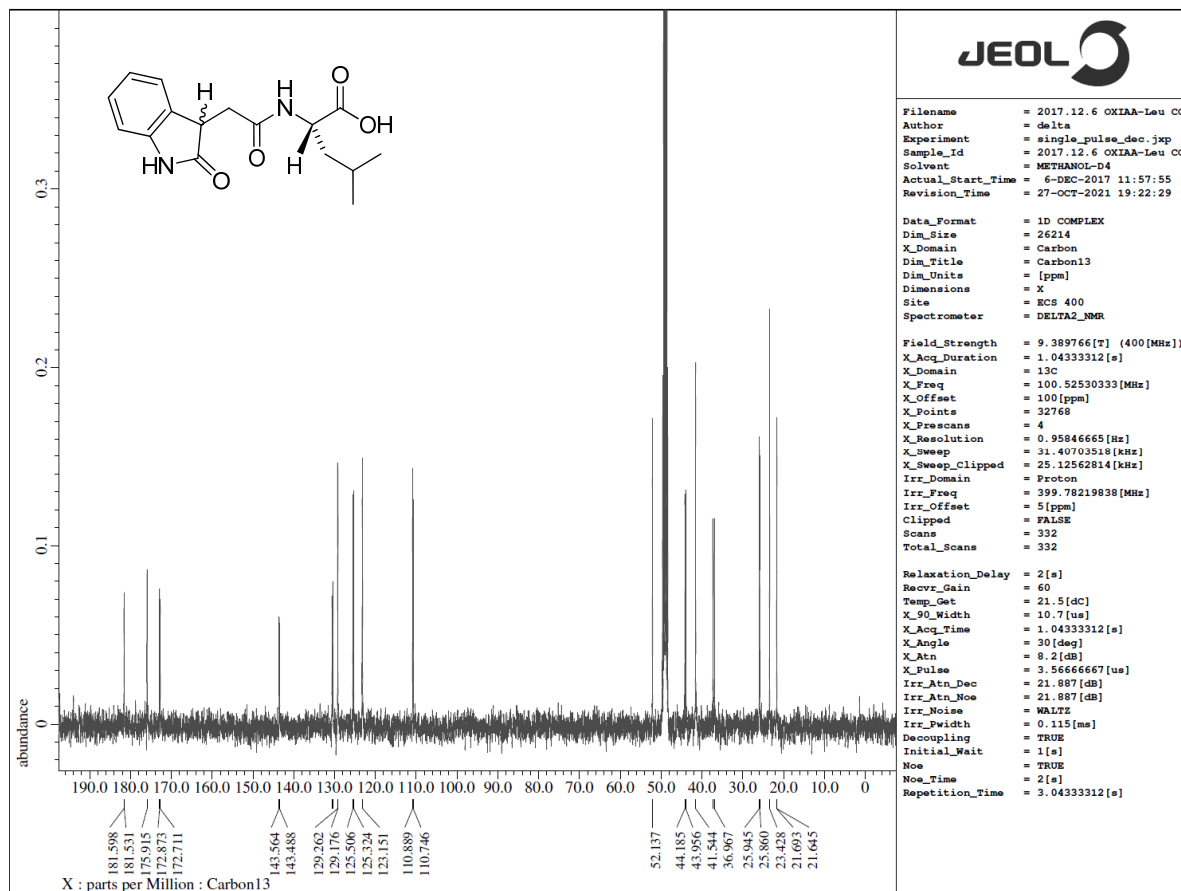 JEOL
H
H
N
O
OH
O
H
HN
O
Filename = 2017.12.6 OXIAA-Leu CC
Author = delta
Experiment = single_pulse_dec.jxp
Sample_Id = 2017.12.6 OXIAA-Leu CC
Solvent = METHANOL-D4
Actual_Start_Time = 6-DEC-2017 11:57:55
Revision_Time = 27-OCT-2021 19:22:29
Data_Format = 1D COMPLEX
Dim_Size = 26214
X_Domain = Carbon
Dim_Title = Carbon13
Dim_Units = [ppm]
Dimensions = X
Site = ECS 400
Spectrometer = DELTA2_NMR
Field_Strength = 9.389766[T] (400[MHz])
X_Acq_Duration = 1.04333312[s]
X_Domain = 13C
X_Freq = 100.52530333[MHz]
X_Offset = 100[ppm]
X_Points = 32768
X_Prescans = 4
X_Resolution = 0.95846665[Hz]
X_Sweep = 31.40703518[kHz]
X_Sweep_Clipped = 25.12562814[kHz]
Irr_Domain = Proton
Irr_Freq = 399.78219838[MHz]
Irr_Offset = 5[ppm]
Clipped = FALSE
Scans = 332
Total_Scans = 332
Relaxation_Delay = 2[s]
Recvr_Gain = 60
Temp_Get = 21.5[dC]
X_90_Width = 10.7[us]
X_Acq_Time = 1.04333312[s]
X_Angle = 30[deg]
X_Atn = 8.2[dB]
X_Pulse = 3.56666667[us]
Irr_Atn_Dec = 21.887[dB]
Irr_Atn_Noe = 21.887[dB]
Irr_Noise = WALTZ
Irr_Pwidth = 0.115[ms]
Decoupling = TRUE
Initial_Wait = 1[s]
Noe = TRUE
Noe_Time = 2[s]
Repetition_Time = 3.04333312[s]
0.3
0.2
0.1
0
abundance
190.0 180.0 170.0 160.0 150.0 140.0 130.0 120.0 110.0 100.0 90.0 80.0 70.0 60.0 50.0 40.0 30.0 20.0 10.0 0
181.598
181.531
175.915
172.873
172.711
143.564
143.488
129.262
129.176
125.506
125.324
123.151
110.889
110.746
52.137
44.185
43.956
41.544
36.967
25.945
25.860
23.428
21.693
21.645
X : parts per Million : Carbon13